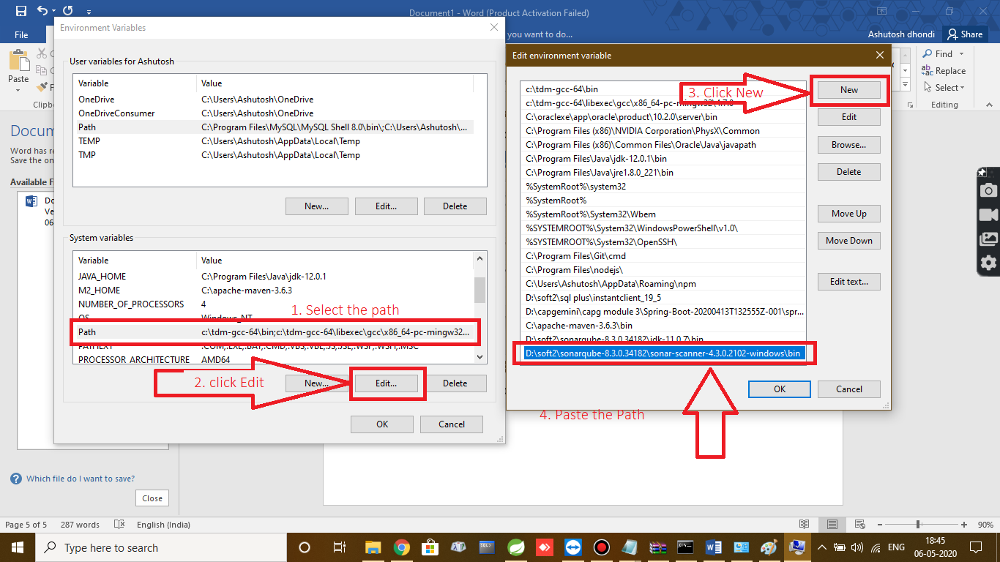 Document1 - Word (Product Activation Failed)
File
you want to do...
Ashutosh dhondi
Share
Paste
Clipb
Find
Replace
Select
Editing
Environment Variables
User variables for Ashutosh
Variable Value
OneDrive C:\Users\Ashutosh\OneDrive
OneDriveConsumer C:\Users\Ashutosh\OneDrive
Path C:\Program Files\MySQL\MySQL Shell 8.0\bin\;C:\Users\Ashutosh\...
TEMP C:\Users\Ashutosh\AppData\Local\Temp
TMP C:\Users\Ashutosh\AppData\Local\Temp
New... Edit... Delete
System variables
Variable Value
JAVA_HOME C:\Program Files\Java\jdk-12.0.1
M2_HOME C:\apache-maven-3.6.3
NUMBER_OF_PROCESSORS 4
OS Windows_NT
1. Select the path
Path c:\tdm-gcc-64\bin;c:\tdm-gcc-64\libexec\gcc\x86_64-pc-mingw32...
PATHEXT .COM;.EXE;.BAT;.CMD;.VBS;.VBE;.JS;.JSE;.WSF;.WSH;.MSC
PROCESSOR_ARCHITECTURE AMD64
2. click Edit
New... Edit... Delete
OK Cancel
Edit environment variable
c:\tdm-gcc-64\bin
c:\tdm-gcc-64\libexec\gcc\x86_64-pc-mingw32\4.7.0
C:\oraclexe\app\oracle\product\10.2.0\server\bin
C:\Program Files (x86)\NVIDIA Corporation\PhysX\Common
C:\Program Files (x86)\Common Files\Oracle\Java\javapath
C:\Program Files\Java\jdk-12.0.1\bin
C:\Program Files\Java\jre1.8.0_221\bin
%SystemRoot%\system32
%SystemRoot%
%SystemRoot%\System32\Wbem
%SYSTEMROOT%\System32\WindowsPowerShell\v1.0\
%SYSTEMROOT%\System32\OpenSSH\
C:\Program Files\Git\cmd
C:\Program Files\nodejs\
C:\Users\Ashutosh\AppData\Roaming\npm
D:\soft2\sql plus\instantclient_19_5
D:\capgemini\capg module 3\Spring-Boot-20200413T132555Z-001\spr...
C:\apache-maven-3.6.3\bin
D:\soft2\sonarqube-8.3.0.34182\jdk-11.0.7\bin
D:\soft2\sonarqube-8.3.0.34182\sonar-scanner-4.3.0.2102-windows\bin
3. Click New
New
Edit
Browse...
Delete
Move Up
Move Down
Edit text...
OK Cancel
4. Paste the Path
Docum
Word has re
Save the on
Available F
Do
Ve
06
Which file do I want to save?
Close
Page 5 of 5 287 words English (India) 90%
Type here to search
ENG
18:45
06-05-2020